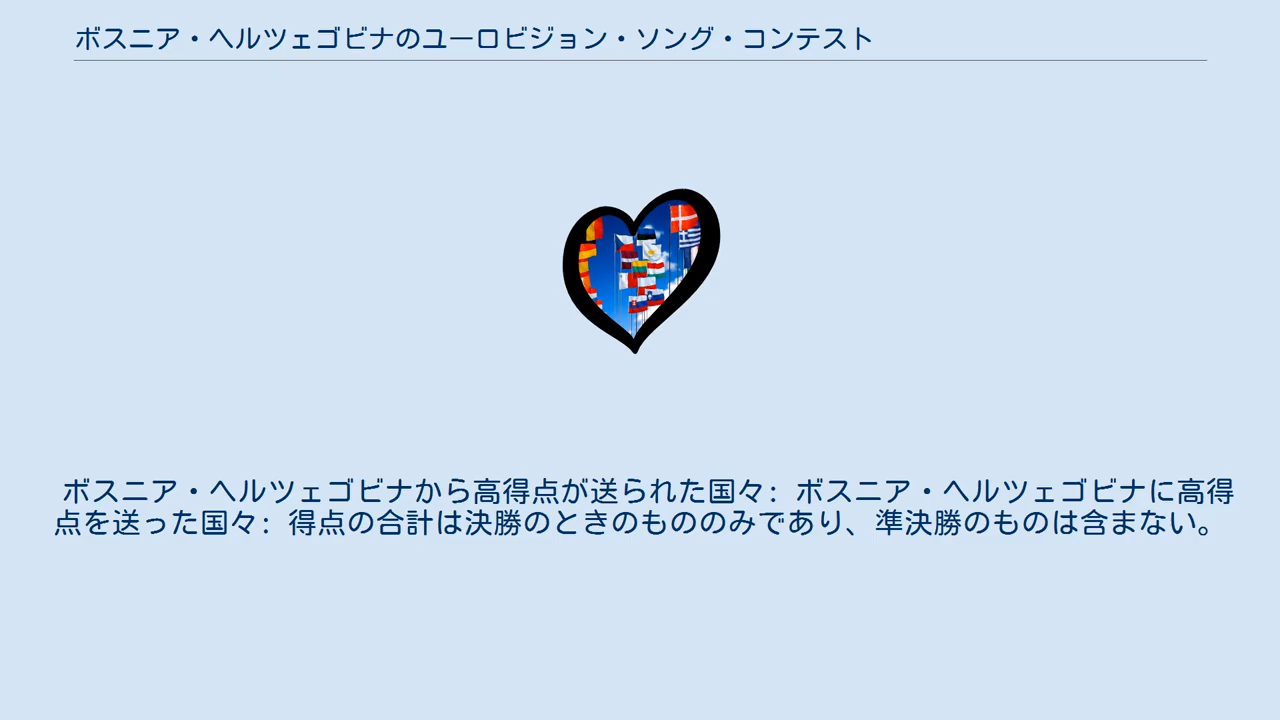 ボスニア・ヘルツェゴビナのユーロビジョン・ソング・コンテスト
ボスニア・ヘルツェゴビナから高得点が送られた国々: ボスニア・ヘルツェゴビナに高得
点を送った国々: 得点の合計は決勝のときのもののみであり、準決勝のものは含まない。